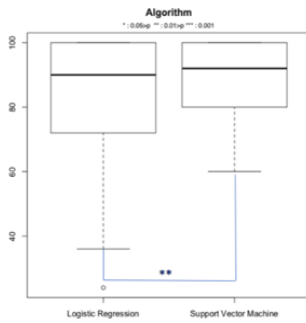 Algorithm
* : 0.05>p ** : 0.01>p *** : 0.001
100
80
60
40
**
Logistic Regression Support Vector Machine